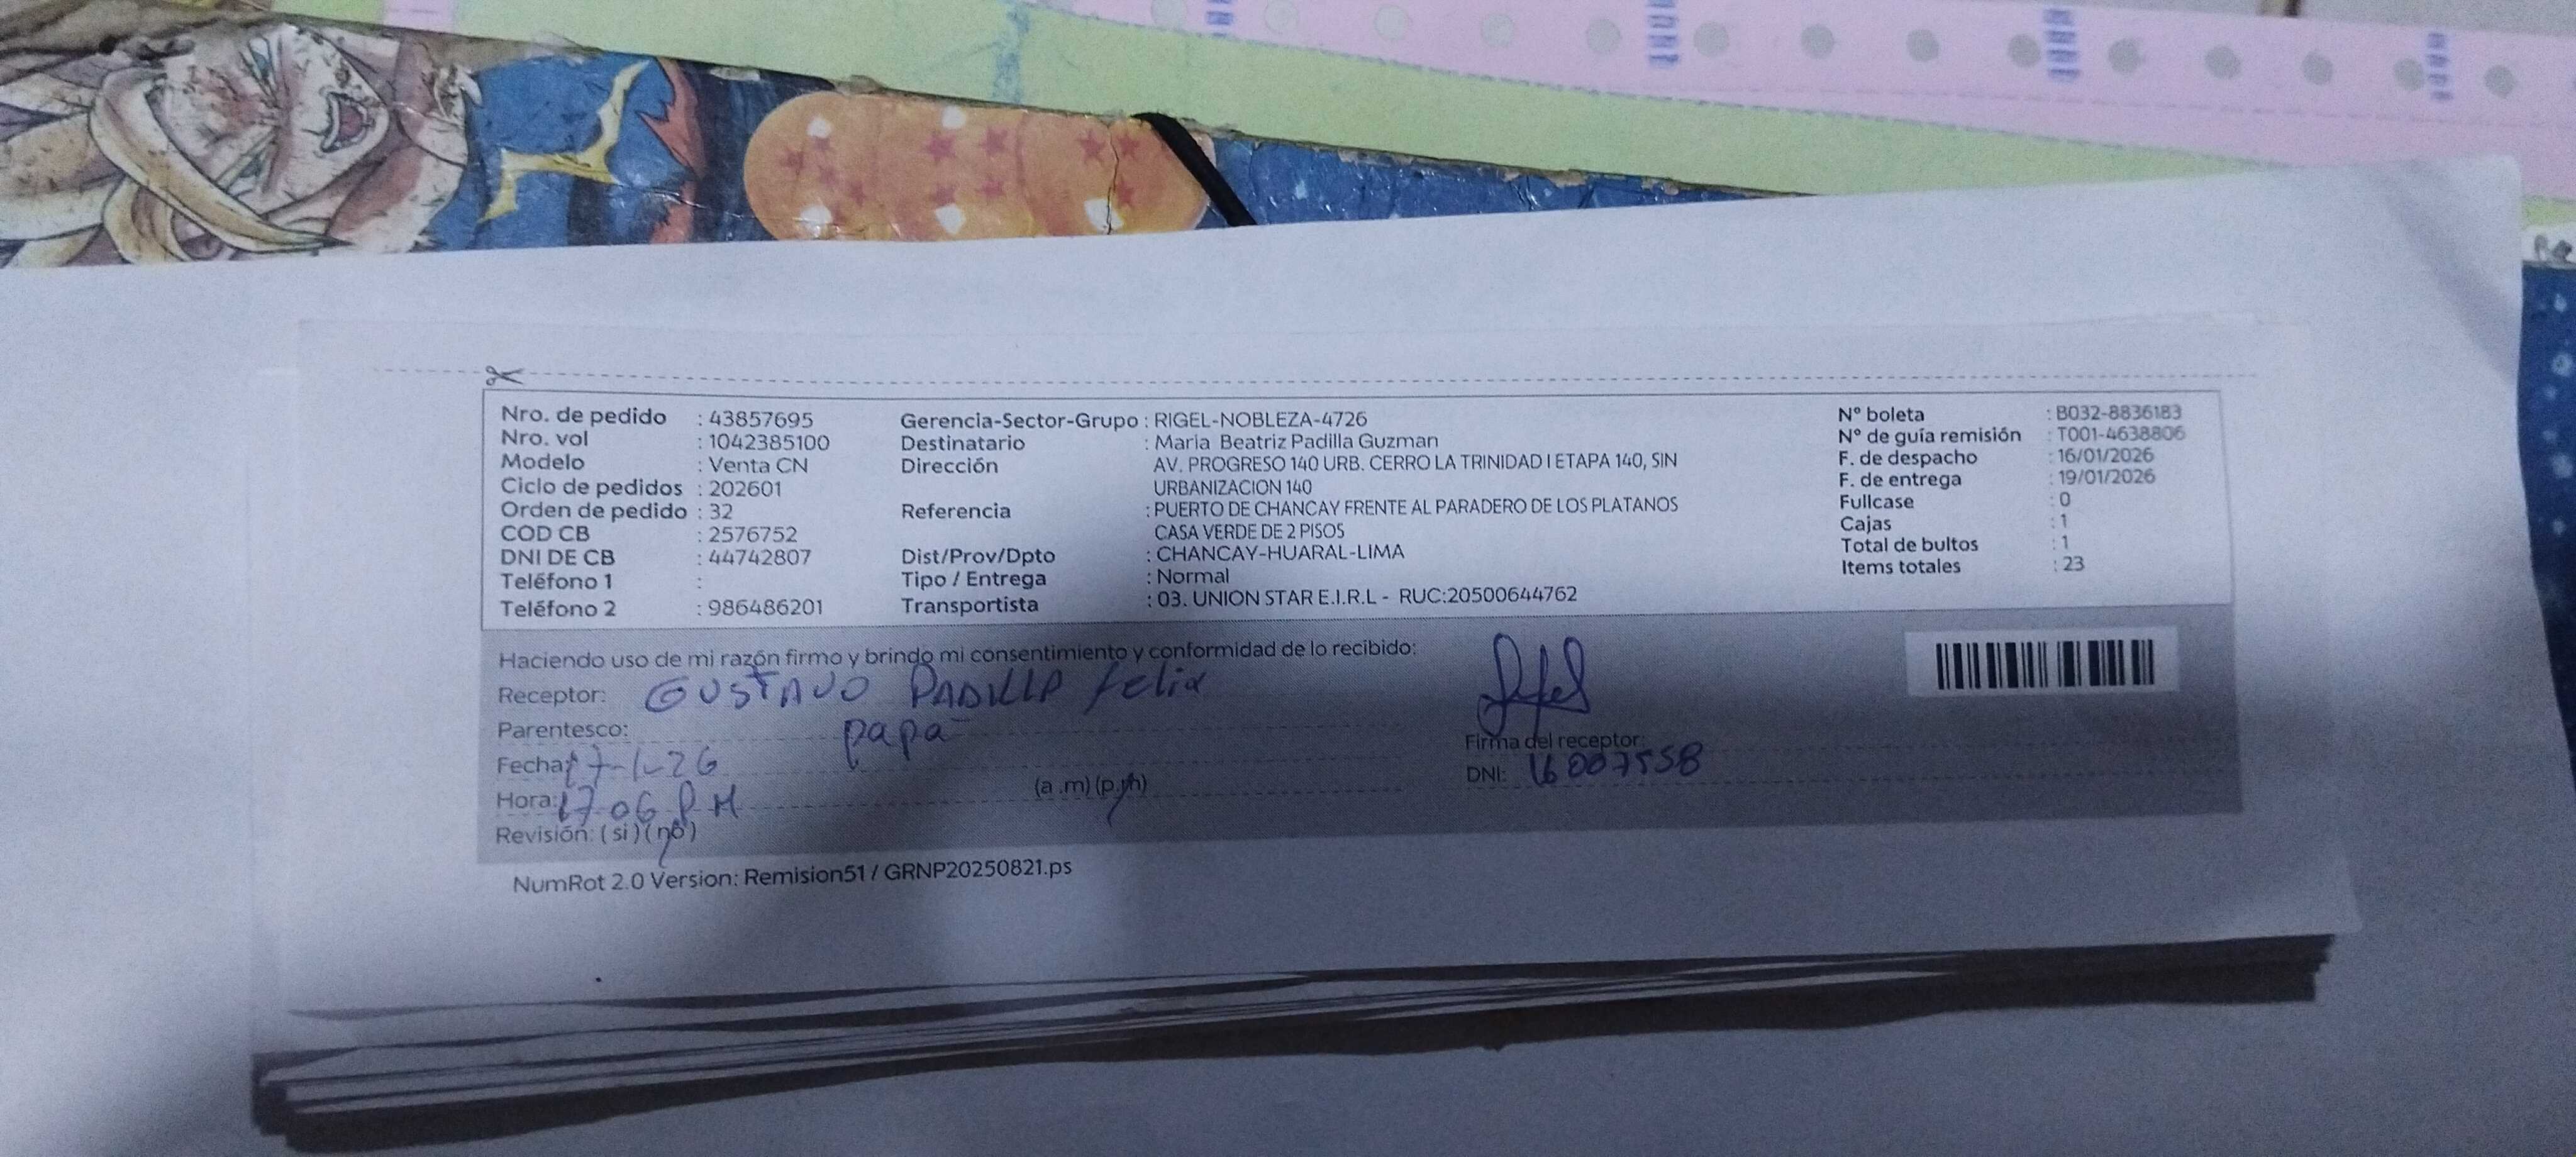 Nro. de pedido : 43857695
Nro. vol : 1042385100
Modelo : Venta CN
Ciclo de pedidos : 202601
Orden de pedido : 32
COD CB : 2576752
DNI DE CB : 44742807
Teléfono 1 :
Teléfono 2 : 986486201
Gerencia-Sector-Grupo : RIGEL-NOBLEZA-4726
Destinatario : Maria Beatriz Padilla Guzman
Dirección AV. PROGRESO 140 URB. CERRO LA TRINIDAD I ETAPA 140, SIN
URBANIZACION 140
Referencia : PUERTO DE CHANCAY FRENTE AL PARADERO DE LOS PLATANOS
CASA VERDE DE 2 PISOS
Dist/Prov/Dpto : CHANCAY-HUARAL-LIMA
Tipo / Entrega : Normal
Transportista : 03. UNION STAR E.I.R.L - RUC:20500644762
Nº boleta : B032-8836183
Nº de guía remisión : T001-4638806
F. de despacho : 16/01/2026
F. de entrega : 19/01/2026
Fullcase : 0
Cajas : 1
Total de bultos : 1
Items totales : 23
Haciendo uso de mi razón firmo y brindo mi consentimiento y conformidad de lo recibido:
Receptor: GUSTAVO PADILLA felix
Parentesco: papa
Fecha: 17-1-26
Hora: 17 06 PM (a .m) (p.m)
Revisión: ( si ) ( no )
Firma del receptor:
DNI: 16007558
NumRot 2.0 Version: Remision51 / GRNP20250821.ps